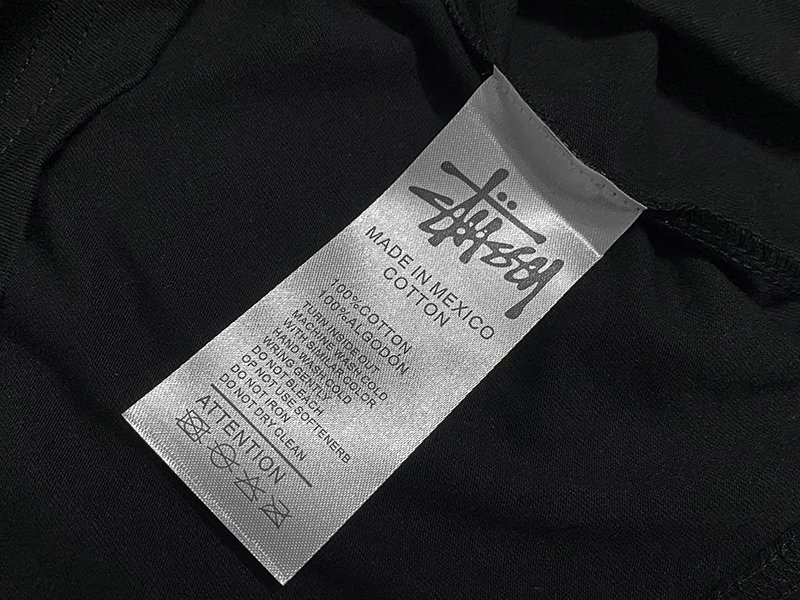 Stüssy
MADE IN MEXICO
COTTON
100%COTTON
100%ALGODÓN
TURN INSIDE OUT
MACHINE WASH COLD
WITH SIMILAR COLOR
HAND WASH COLD
WRING GENTLY
DO NOT BLEACH
OP NOT USE SOFTENERB
DO NOT IRON
DO NOT DRY CLEAN
ATTENTION